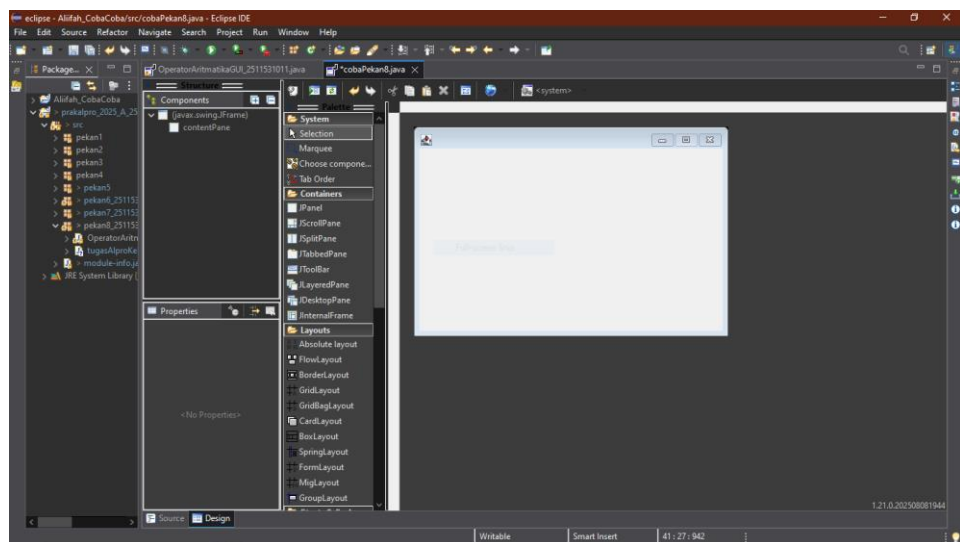 eclipse - Aliifah_CobaCoba/src/cobaPekan8.java - Eclipse IDE
File Edit Source Refactor Navigate Search Project Run Window Help
Package...
OperatorAritmatikaGUI_2511531011.java
*cobaPekan8.java
Structure
<system>
Aliifah_CobaCoba
> prakalpro_2025_A_25
> src
pekan1
pekan2
pekan3
pekan4
> pekan5
> pekan6_251153
> pekan7_251153
> pekan8_251153
OperatorAritm
tugasAlproKe
> module-info.ja
JRE System Library [
Components
(javax.swing.JFrame)
contentPane
Properties
<No Properties>
Palette
System
Selection
Marquee
Choose compone...
Tab Order
Containers
JPanel
JScrollPane
JSplitPane
JTabbedPane
JToolBar
JLayeredPane
JDesktopPane
JInternalFrame
Layouts
Absolute layout
FlowLayout
BorderLayout
GridLayout
GridBagLayout
CardLayout
BoxLayout
SpringLayout
FormLayout
MigLayout
GroupLayout
1.21.0.202508081944
Source Design
Writable
Smart Insert
41 : 27 : 942